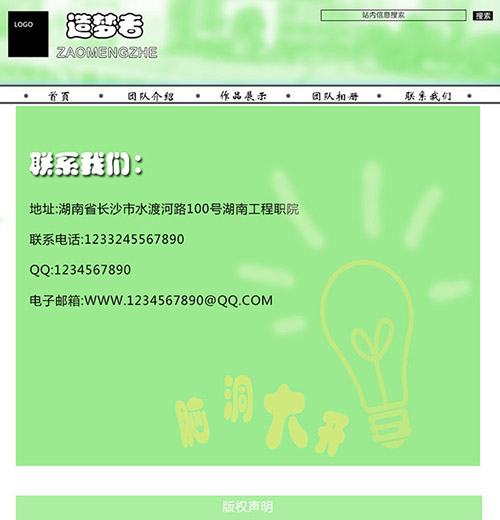 LOGO
造梦者
ZAOMENGZHE
站内信息搜索
搜索
首页 团队介绍 作品展示 团队相册 联系我们
联系我们：
地址:湖南省长沙市水渡河路100号湖南工程职院
联系电话:1233245567890
QQ:1234567890
电子邮箱:WWW.1234567890@QQ.COM
脑洞大开
版权声明